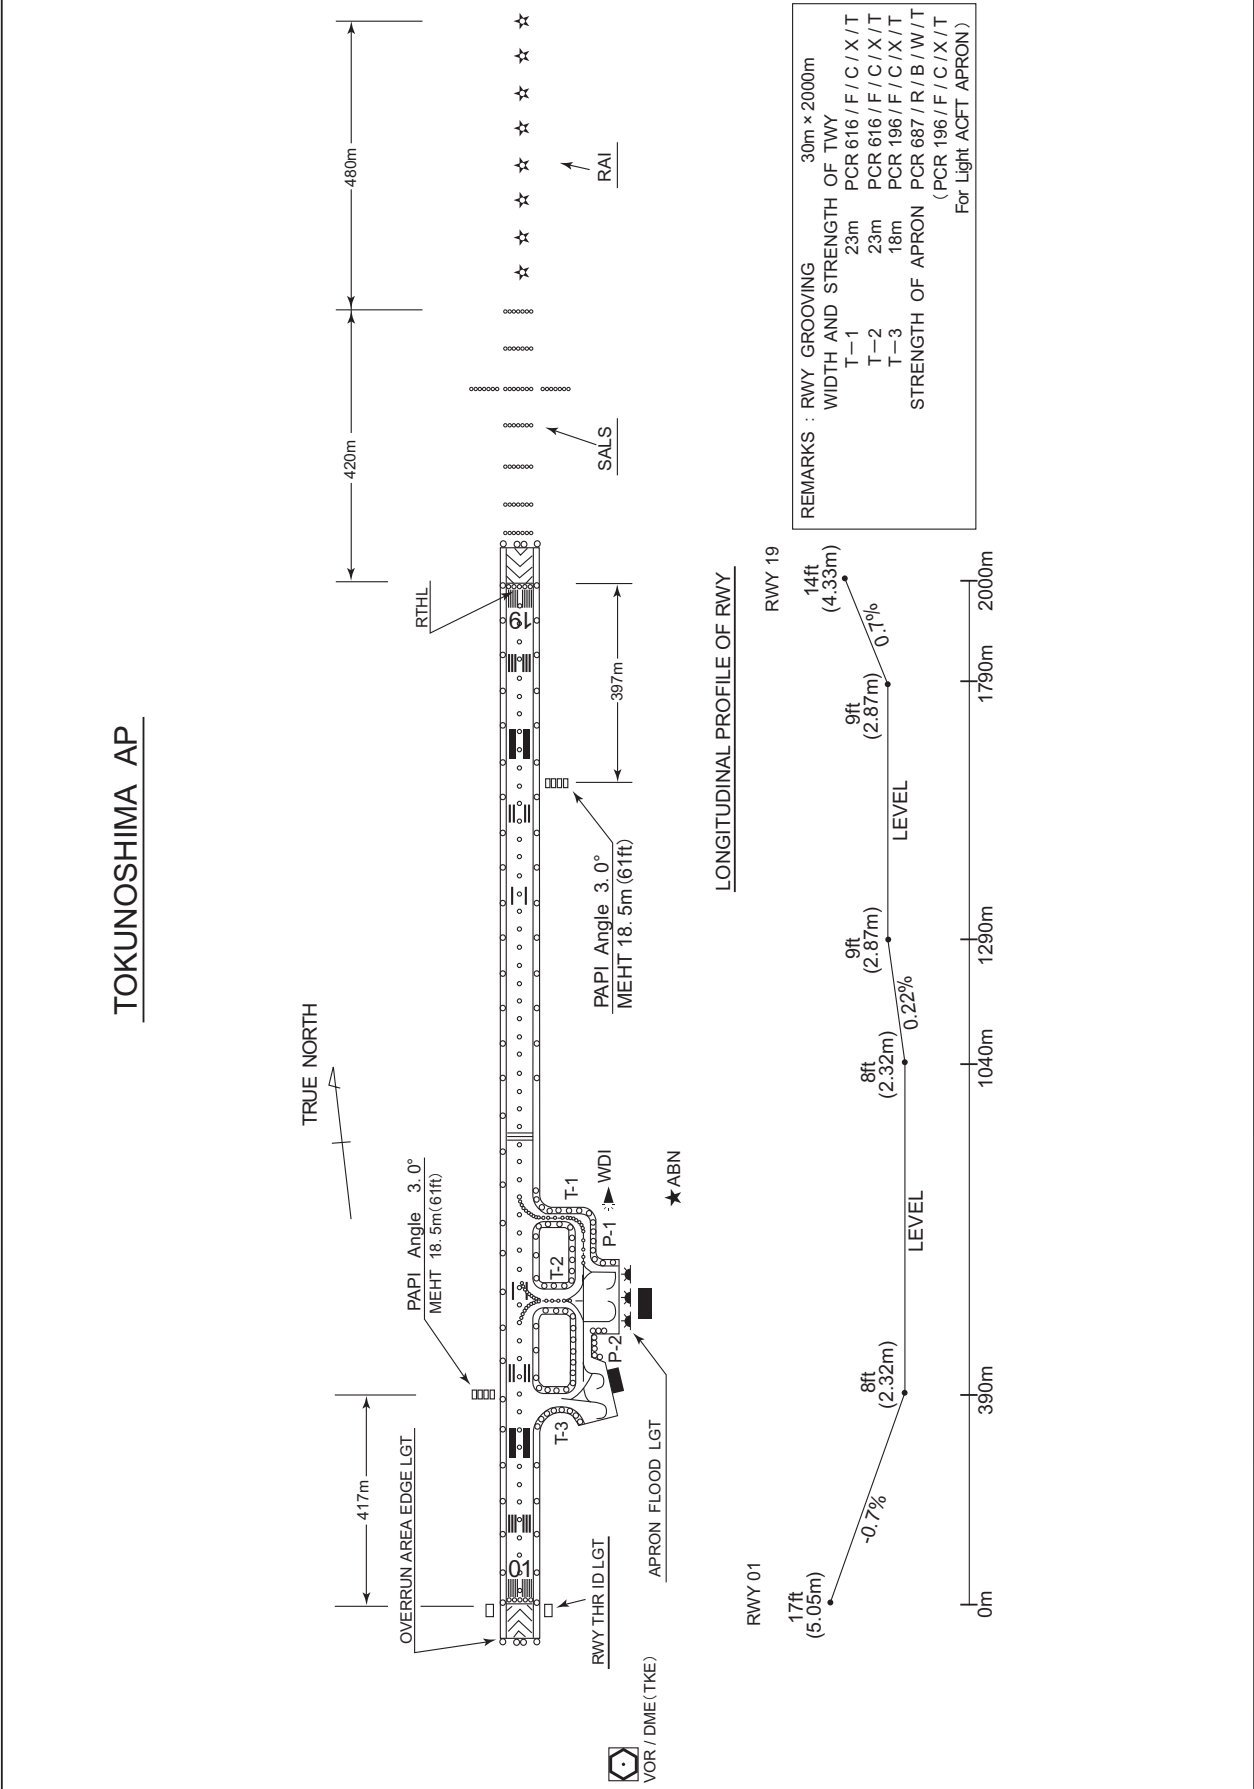 TOKUNOSHIMA AP
TRUE NORTH
480m
420m
RAI
SALS
RTHL
397m
PAPI Angle 3.0°
MEHT 18.5m(61ft)
PAPI Angle 3.0°
MEHT 18.5m(61ft)
417m
OVERRUN AREA EDGE LGT
01
19
T-1
T-2
T-3
P-1
P-2
WDI
ABN
APRON FLOOD LGT
RWY THR ID LGT
VOR / DME(TKE)
LONGITUDINAL PROFILE OF RWY
RWY 01
RWY 19
17ft
(5.05m)
-0.7%
8ft
(2.32m)
LEVEL
8ft
(2.32m)
0.22%
9ft
(2.87m)
LEVEL
9ft
(2.87m)
0.7%
14ft
(4.33m)
0m
390m
1040m
1290m
1790m
2000m
REMARKS : RWY GROOVING 30m × 2000m
WIDTH AND STRENGTH OF TWY
T－1 23m PCR 616 / F / C / X / T
T－2 23m PCR 616 / F / C / X / T
T－3 18m PCR 196 / F / C / X / T
STRENGTH OF APRON PCR 687 / R / B / W / T
(PCR 196 / F / C / X / T
For Light ACFT APRON)